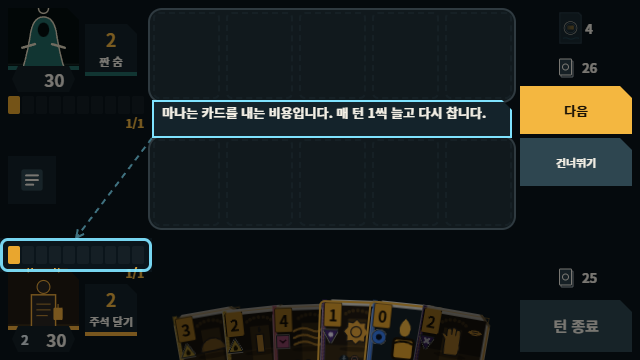 2
짠 숨
30
1/1
4
26
마나는 카드를 내는 비용입니다. 매 턴 1씩 늘고 다시 찹니다.
다음
건너뛰기
1/1
2
주석 달기
2 30
25
턴 종료
3 2 4 1 0 2